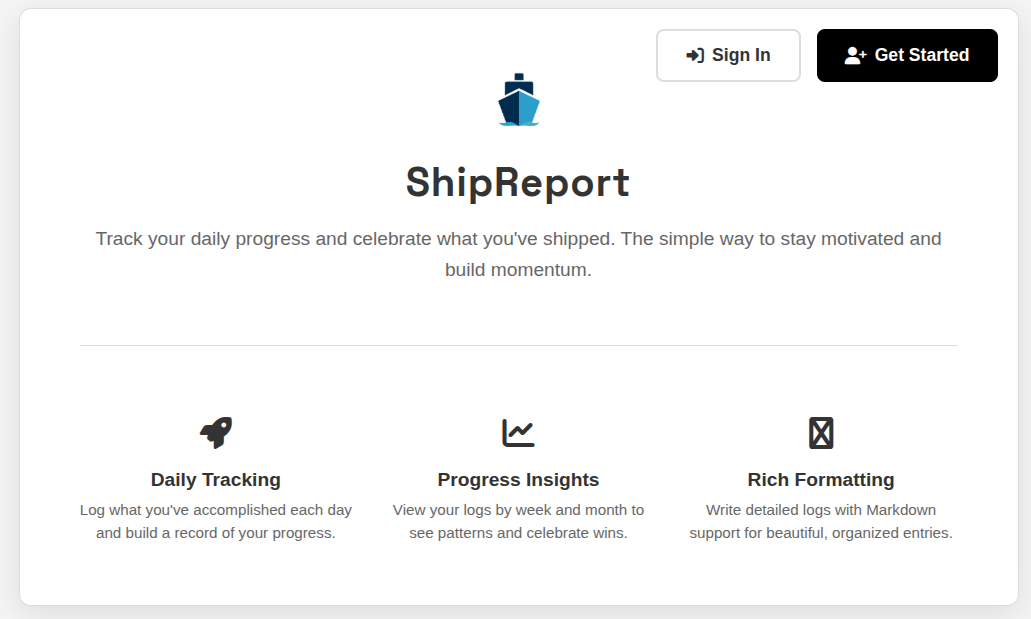 Sign In
Get Started
ShipReport
Track your daily progress and celebrate what you've shipped. The simple way to stay motivated and
build momentum.
Daily Tracking
Log what you've accomplished each day
and build a record of your progress.
Progress Insights
View your logs by week and month to
see patterns and celebrate wins.
Rich Formatting
Write detailed logs with Markdown
support for beautiful, organized entries.